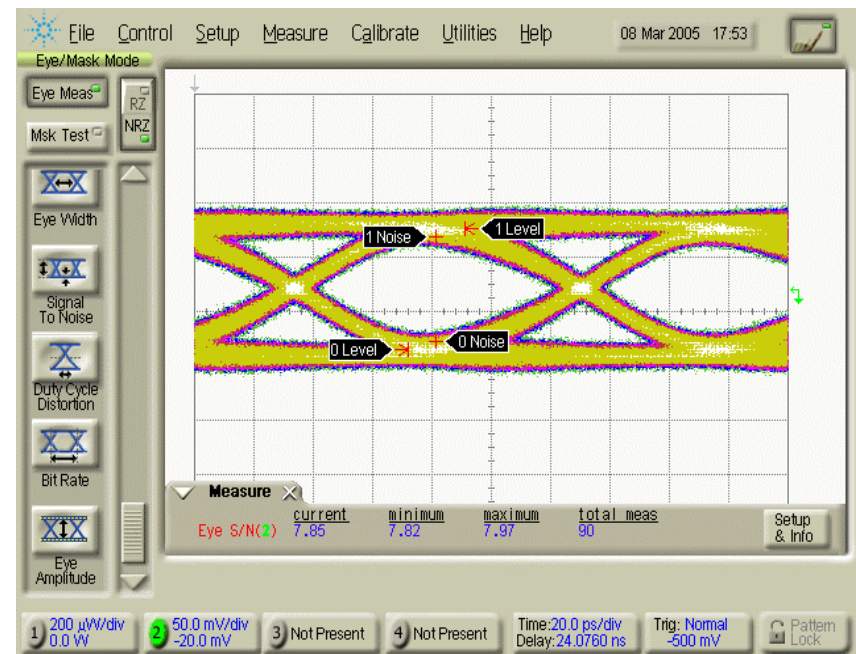 File Control Setup Measure Calibrate Utilities Help 08 Mar 2005 17:53
Eye/Mask Mode
Eye Meas
RZ
NRZ
Msk Test
Eye Width
Signal
To Noise
Duty Cycle
Distortion
Bit Rate
Eye
Amplitude
1 Noise
1 Level
0 Level
0 Noise
Measure
current minimum maximum total meas
Eye S/N(2) 7.85 7.82 7.97 90
Setup
& Info
1) 200 µW/div
0.0 W
2) 50.0 mV/div
-20.0 mV
3) Not Present
4) Not Present
Time:20.0 ps/div
Delay:24.0760 ns
Trig: Normal
-500 mV
Pattern
Lock